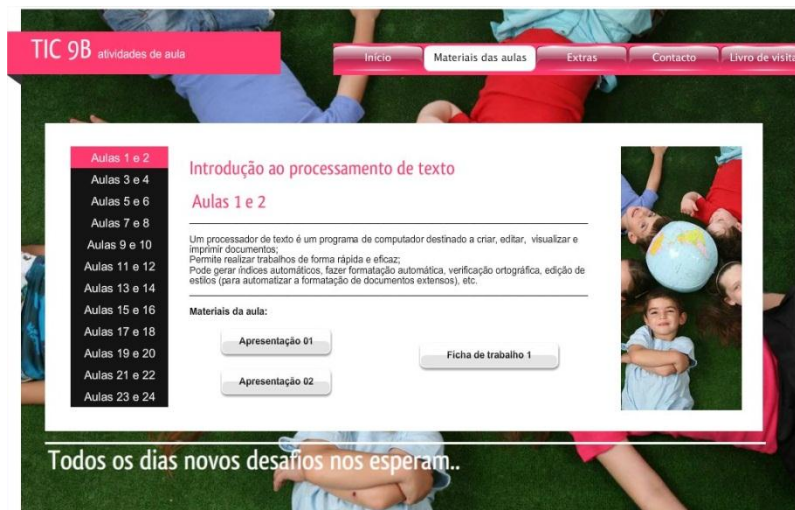 TIC 9B atividades de aula
Início
Materiais das aulas
Extras
Contacto
Livro de visita
Aulas 1 e 2
Aulas 3 e 4
Aulas 5 e 6
Aulas 7 e 8
Aulas 9 e 10
Aulas 11 e 12
Aulas 13 e 14
Aulas 15 e 16
Aulas 17 e 18
Aulas 19 e 20
Aulas 21 e 22
Aulas 23 e 24
Introdução ao processamento de texto
Aulas 1 e 2
Um processador de texto é um programa de computador destinado a criar, editar, visualizar e
imprimir documentos;
Permite realizar trabalhos de forma rápida e eficaz;
Pode gerar índices automáticos, fazer formatação automática, verificação ortográfica, edição de
estilos (para automatizar a formatação de documentos extensos), etc.
Materiais da aula:
Apresentação 01
Ficha de trabalho 1
Apresentação 02
Todos os dias novos desafios nos esperam..